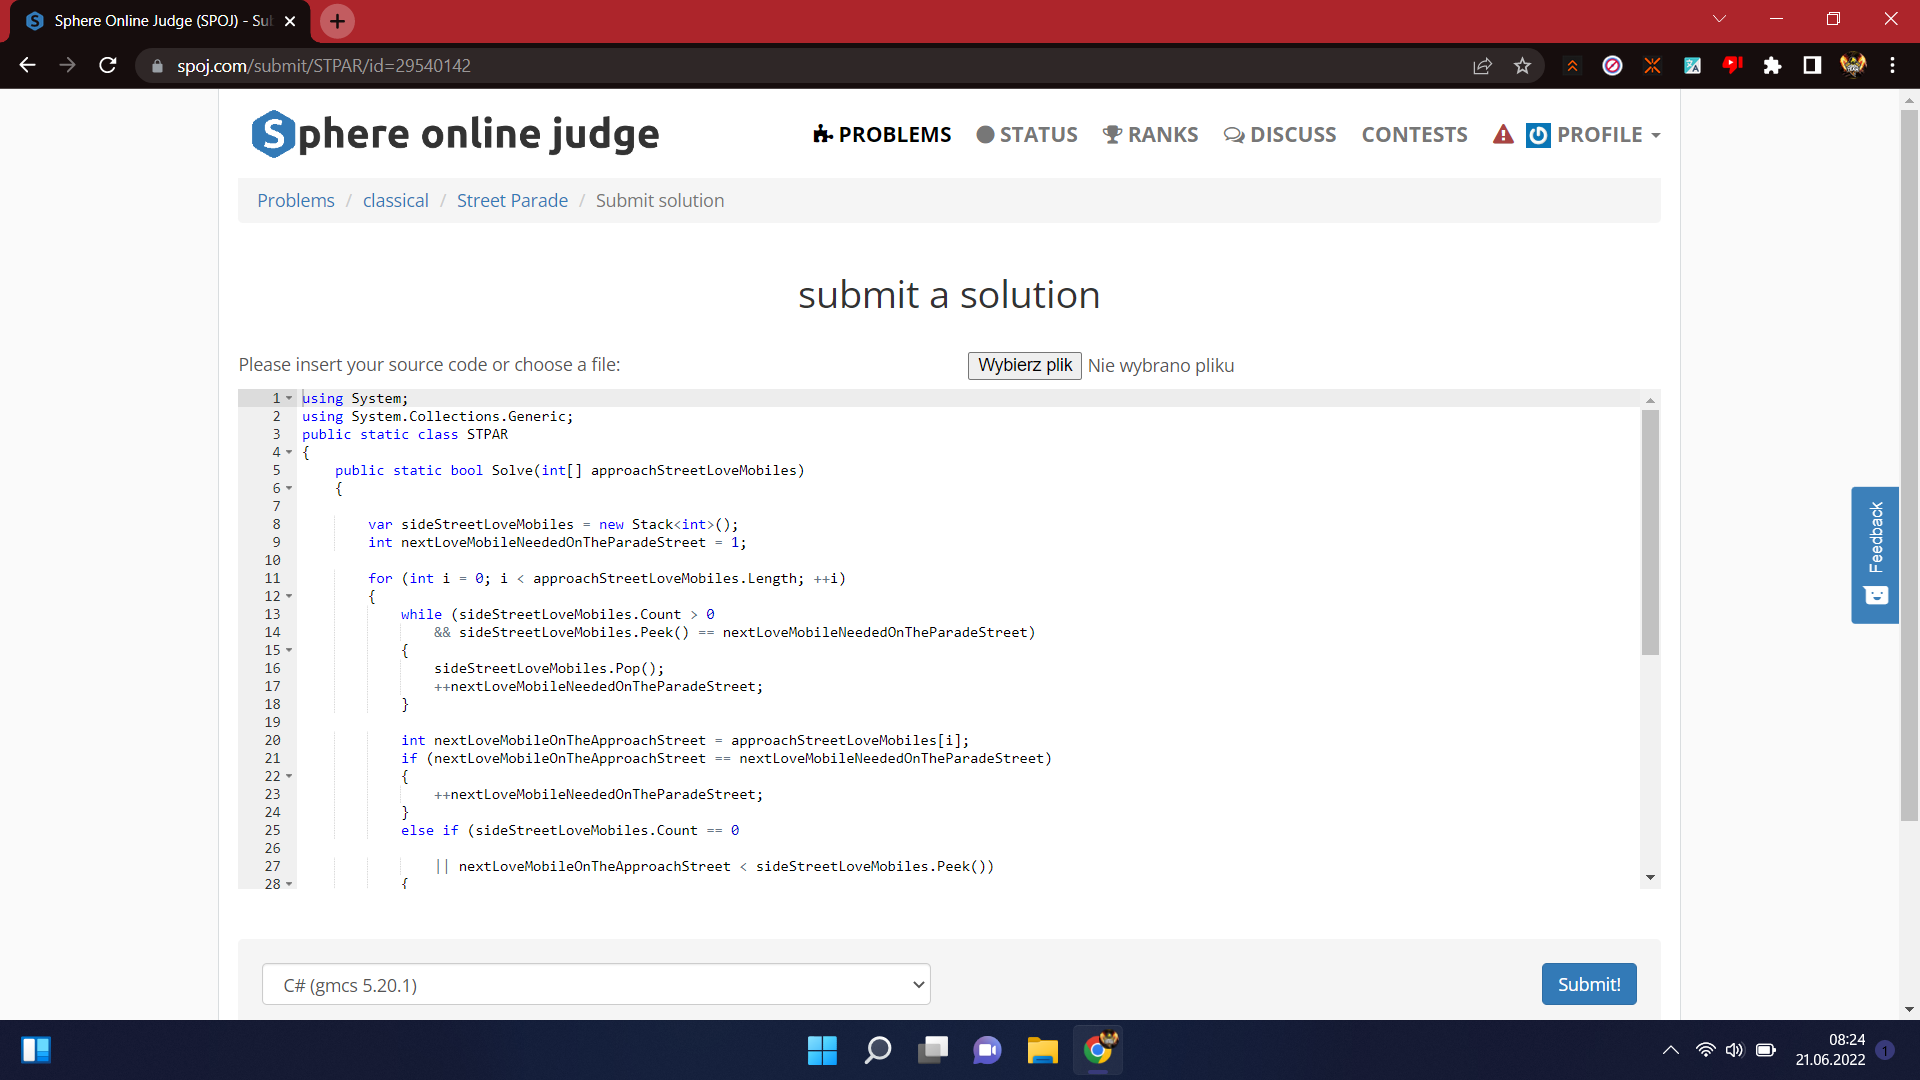 Sphere Online Judge (SPOJ) - Su
spoj.com/submit/STPAR/id=29540142
Sphere online judge
PROBLEMS STATUS RANKS DISCUSS CONTESTS PROFILE
Problems / classical / Street Parade / Submit solution
submit a solution
Please insert your source code or choose a file: Wybierz plik Nie wybrano pliku
1 using System;
2 using System.Collections.Generic;
3 public static class STPAR
4 {
5 public static bool Solve(int[] approachStreetLoveMobiles)
6 {
7
8 var sideStreetLoveMobiles = new Stack<int>();
9 int nextLoveMobileNeededOnTheParadeStreet = 1;
10
11 for (int i = 0; i < approachStreetLoveMobiles.Length; ++i)
12 {
13 while (sideStreetLoveMobiles.Count > 0
14 && sideStreetLoveMobiles.Peek() == nextLoveMobileNeededOnTheParadeStreet)
15 {
16 sideStreetLoveMobiles.Pop();
17 ++nextLoveMobileNeededOnTheParadeStreet;
18 }
19
20 int nextLoveMobileOnTheApproachStreet = approachStreetLoveMobiles[i];
21 if (nextLoveMobileOnTheApproachStreet == nextLoveMobileNeededOnTheParadeStreet)
22 {
23 ++nextLoveMobileNeededOnTheParadeStreet;
24 }
25 else if (sideStreetLoveMobiles.Count == 0
26
27 || nextLoveMobileOnTheApproachStreet < sideStreetLoveMobiles.Peek())
28 {
Feedback
C# (gmcs 5.20.1)
Submit!
08:24
21.06.2022
1